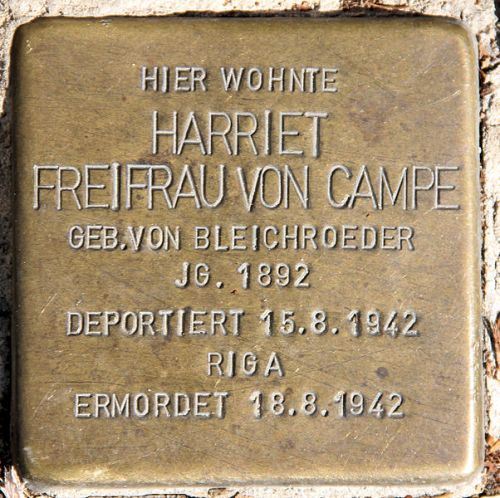 HIER WOHNTE
HARRIET
FREIFRAU VON CAMPE
GEB.VON BLEICHROEDER
JG. 1892
DEPORTIERT 15.8.1942
RIGA
ERMORDET 18.8.1942